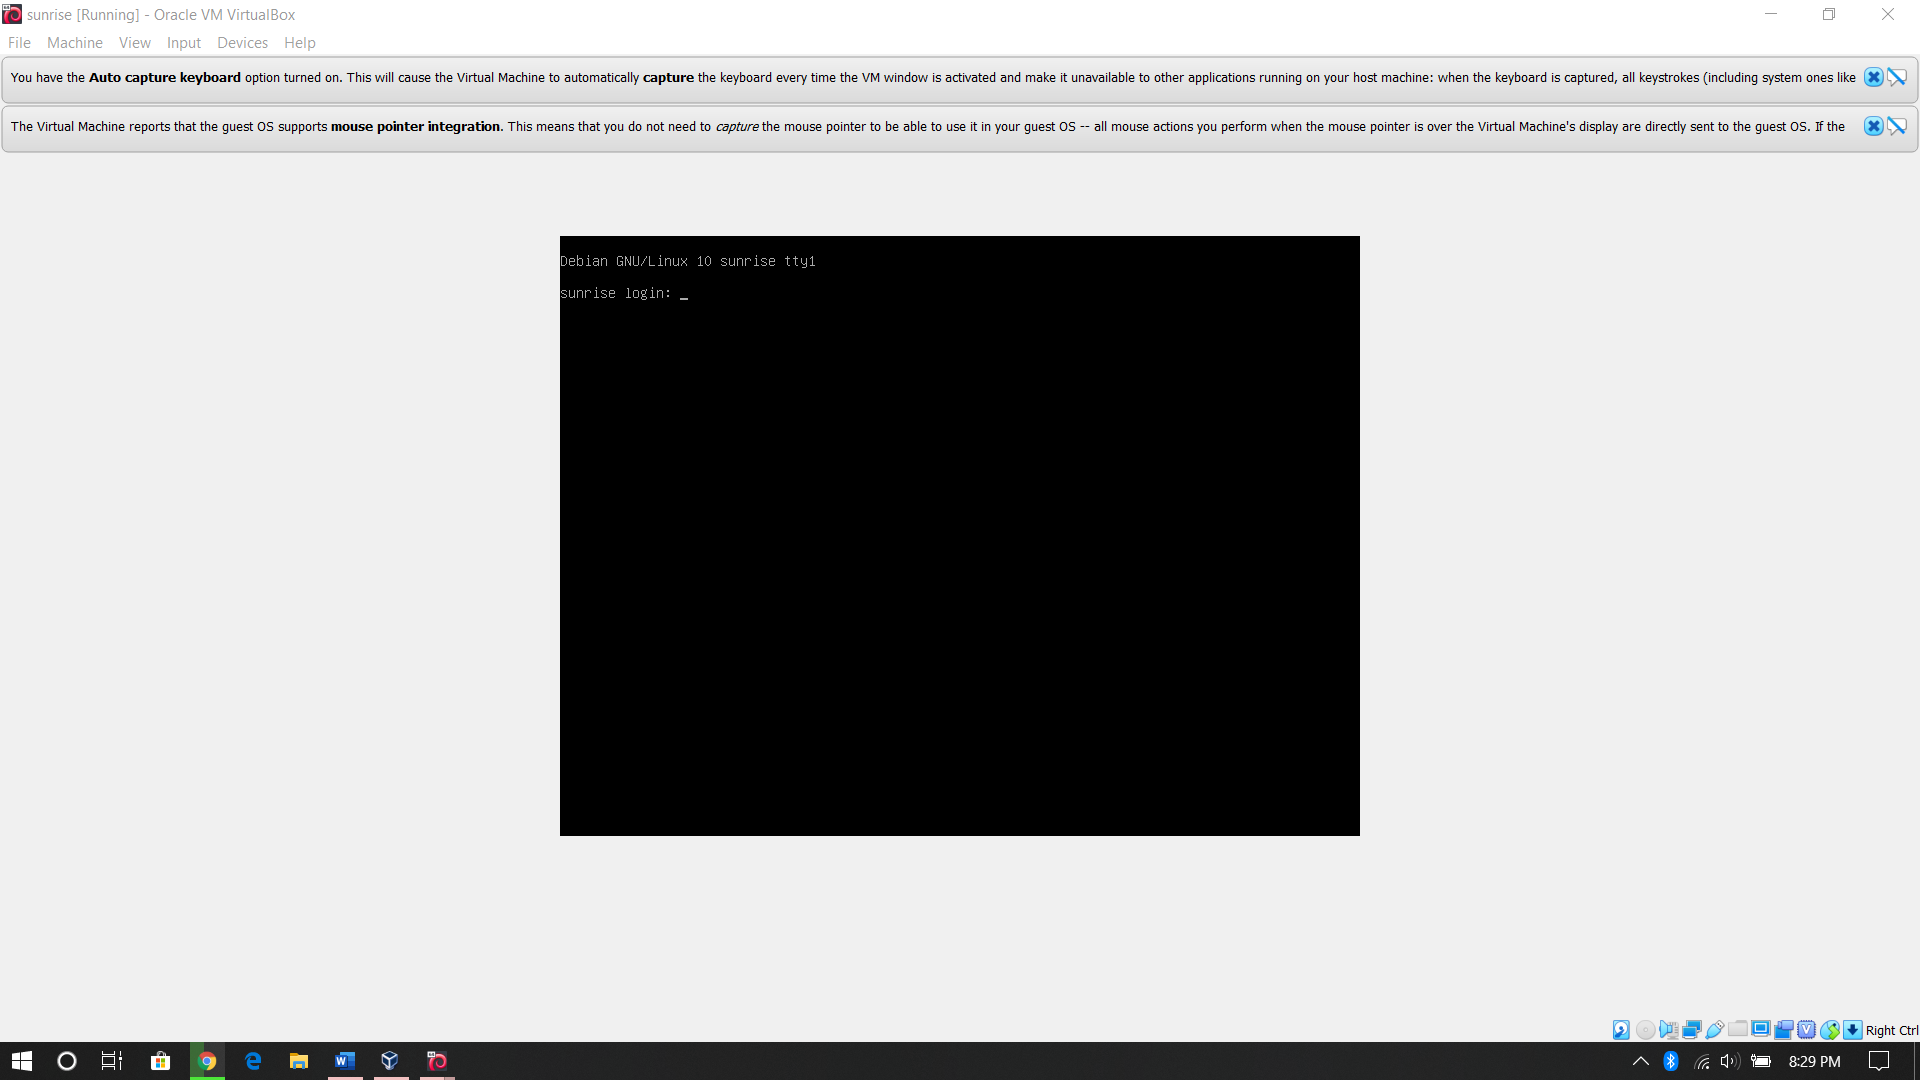 sunrise [Running] - Oracle VM VirtualBox
File Machine View Input Devices Help
You have the Auto capture keyboard option turned on. This will cause the Virtual Machine to automatically capture the keyboard every time the VM window is activated and make it unavailable to other applications running on your host machine: when the keyboard is captured, all keystrokes (including system ones like
The Virtual Machine reports that the guest OS supports mouse pointer integration. This means that you do not need to capture the mouse pointer to be able to use it in your guest OS -- all mouse actions you perform when the mouse pointer is over the Virtual Machine's display are directly sent to the guest OS. If the
Debian GNU/Linux 10 sunrise tty1
sunrise login: _
Right Ctrl
8:29 PM